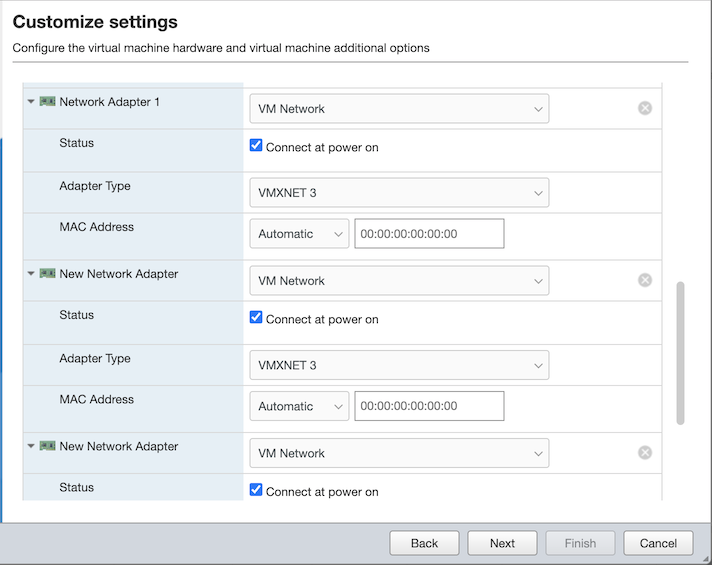 Customize settings
Configure the virtual machine hardware and virtual machine additional options
Network Adapter 1 VM Network
Status Connect at power on
Adapter Type VMXNET 3
MAC Address Automatic 00:00:00:00:00:00
New Network Adapter VM Network
Status Connect at power on
Adapter Type VMXNET 3
MAC Address Automatic 00:00:00:00:00:00
New Network Adapter VM Network
Status Connect at power on
Back Next Finish Cancel